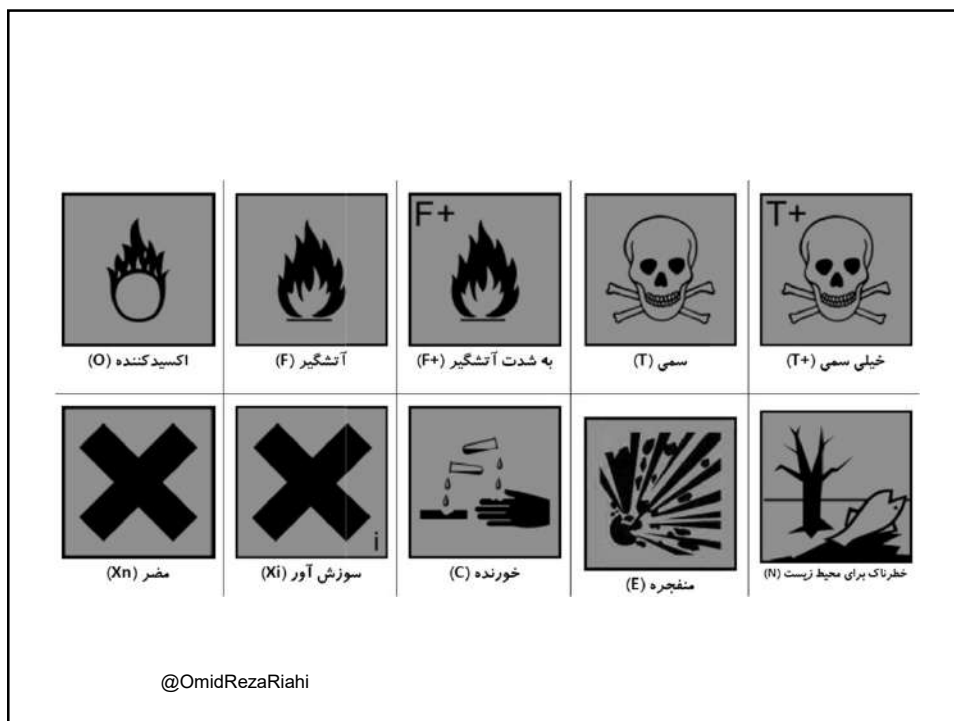 F+
T+
اکسیدکننده (O)
آتشگیر (F)
به شدت آتشگیر (F+)
سمی (T)
خیلی سمی (T+)
i
مضر (Xn)
سوزش آور (Xi)
خورنده (C)
منفجره (E)
خطرناک برای محیط زیست (N)
@OmidRezaRiahi